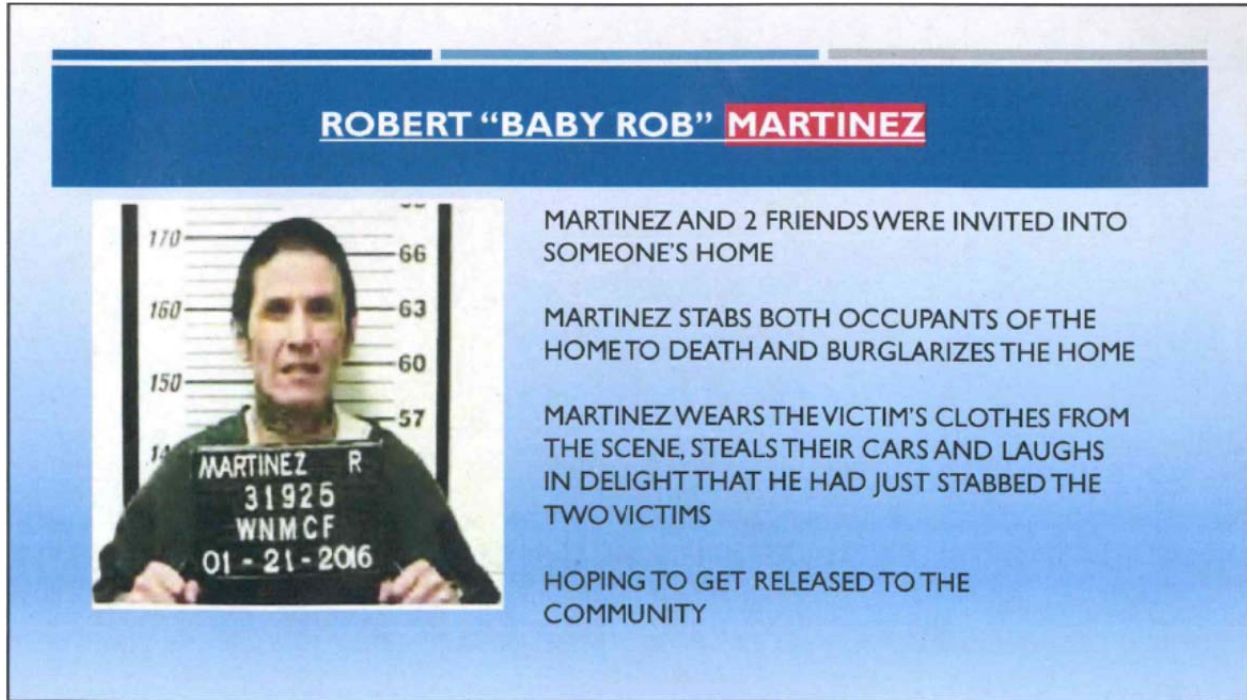 ROBERT “BABY ROB” MARTINEZ
MARTINEZ AND 2 FRIENDS WERE INVITED INTO
SOMEONE’S HOME
MARTINEZ STABS BOTH OCCUPANTS OF THE
HOME TO DEATH AND BURGLARIZES THE HOME
MARTINEZ WEARS THE VICTIM’S CLOTHES FROM
THE SCENE, STEALS THEIR CARS AND LAUGHS
IN DELIGHT THAT HE HAD JUST STABBED THE
TWO VICTIMS
HOPING TO GET RELEASED TO THE
COMMUNITY
170
66
160
63
60
150
57
MARTINEZ R
31925
WNMCF
01-21-2016